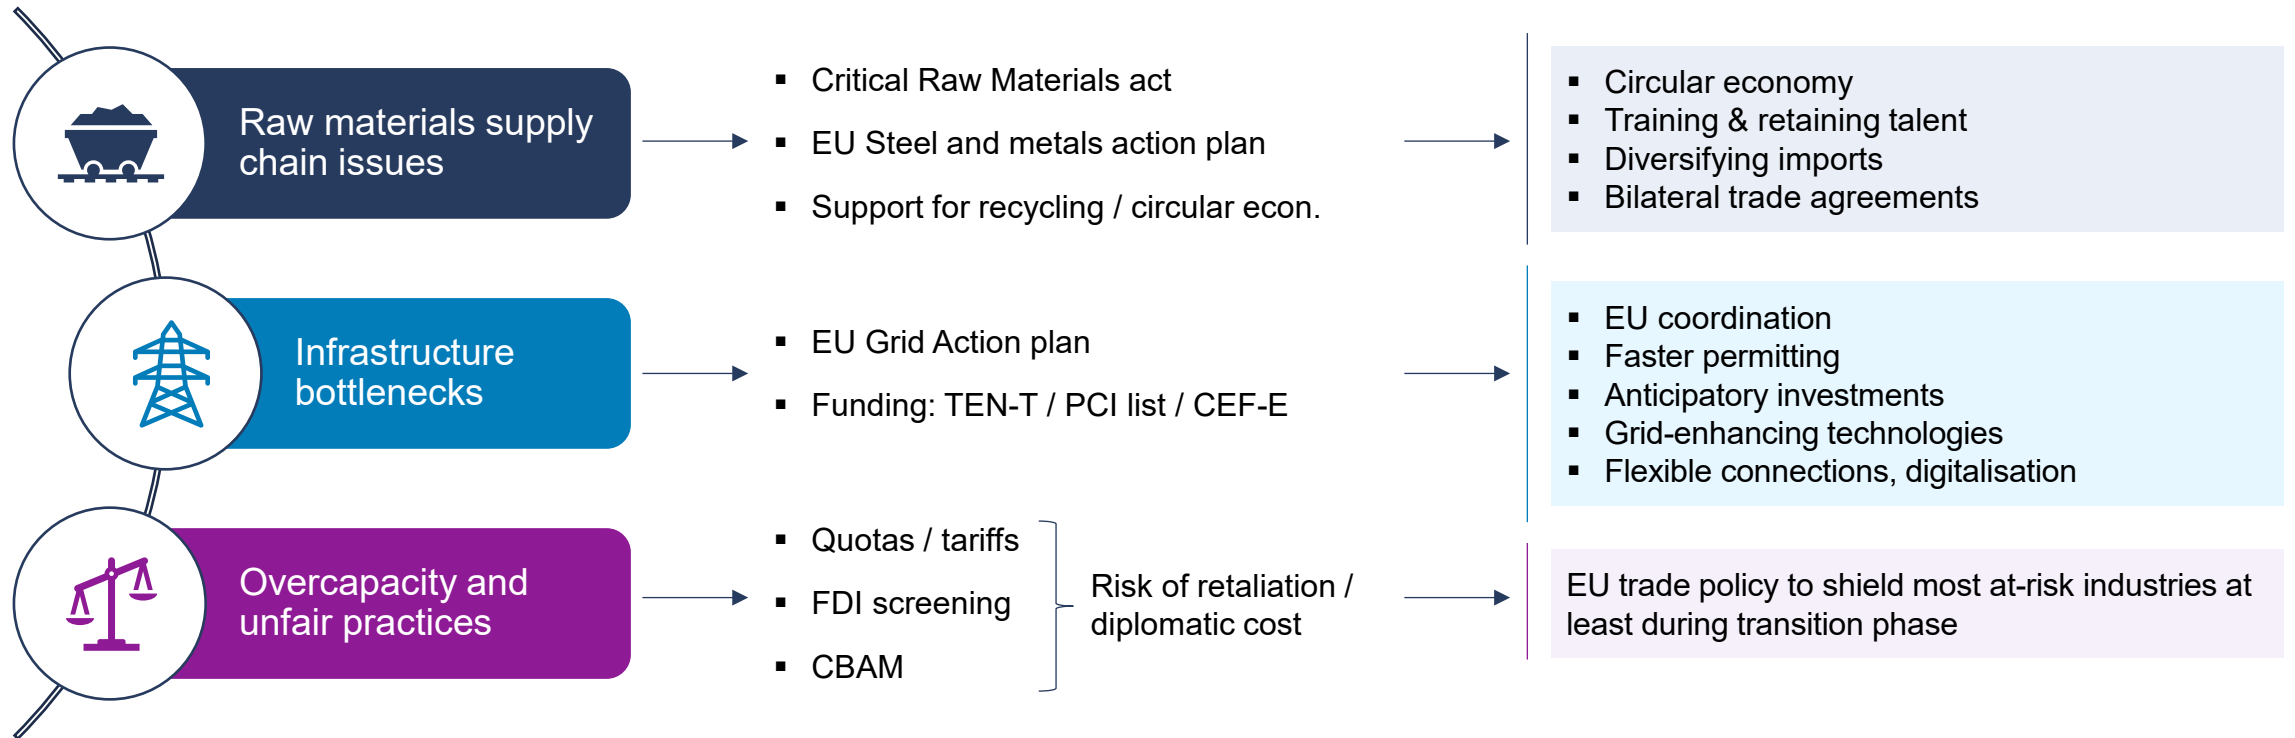 Raw materials supply
chain issues
▪ Critical Raw Materials act
▪ EU Steel and metals action plan
▪ Support for recycling / circular econ.
▪ Circular economy
▪ Training & retaining talent
▪ Diversifying imports
▪ Bilateral trade agreements
Infrastructure
bottlenecks
▪ EU Grid Action plan
▪ Funding: TEN-T / PCI list / CEF-E
▪ EU coordination
▪ Faster permitting
▪ Anticipatory investments
▪ Grid-enhancing technologies
▪ Flexible connections, digitalisation
Overcapacity and
unfair practices
▪ Quotas / tariffs
▪ FDI screening
▪ CBAM
Risk of retaliation /
diplomatic cost
EU trade policy to shield most at-risk industries at
least during transition phase